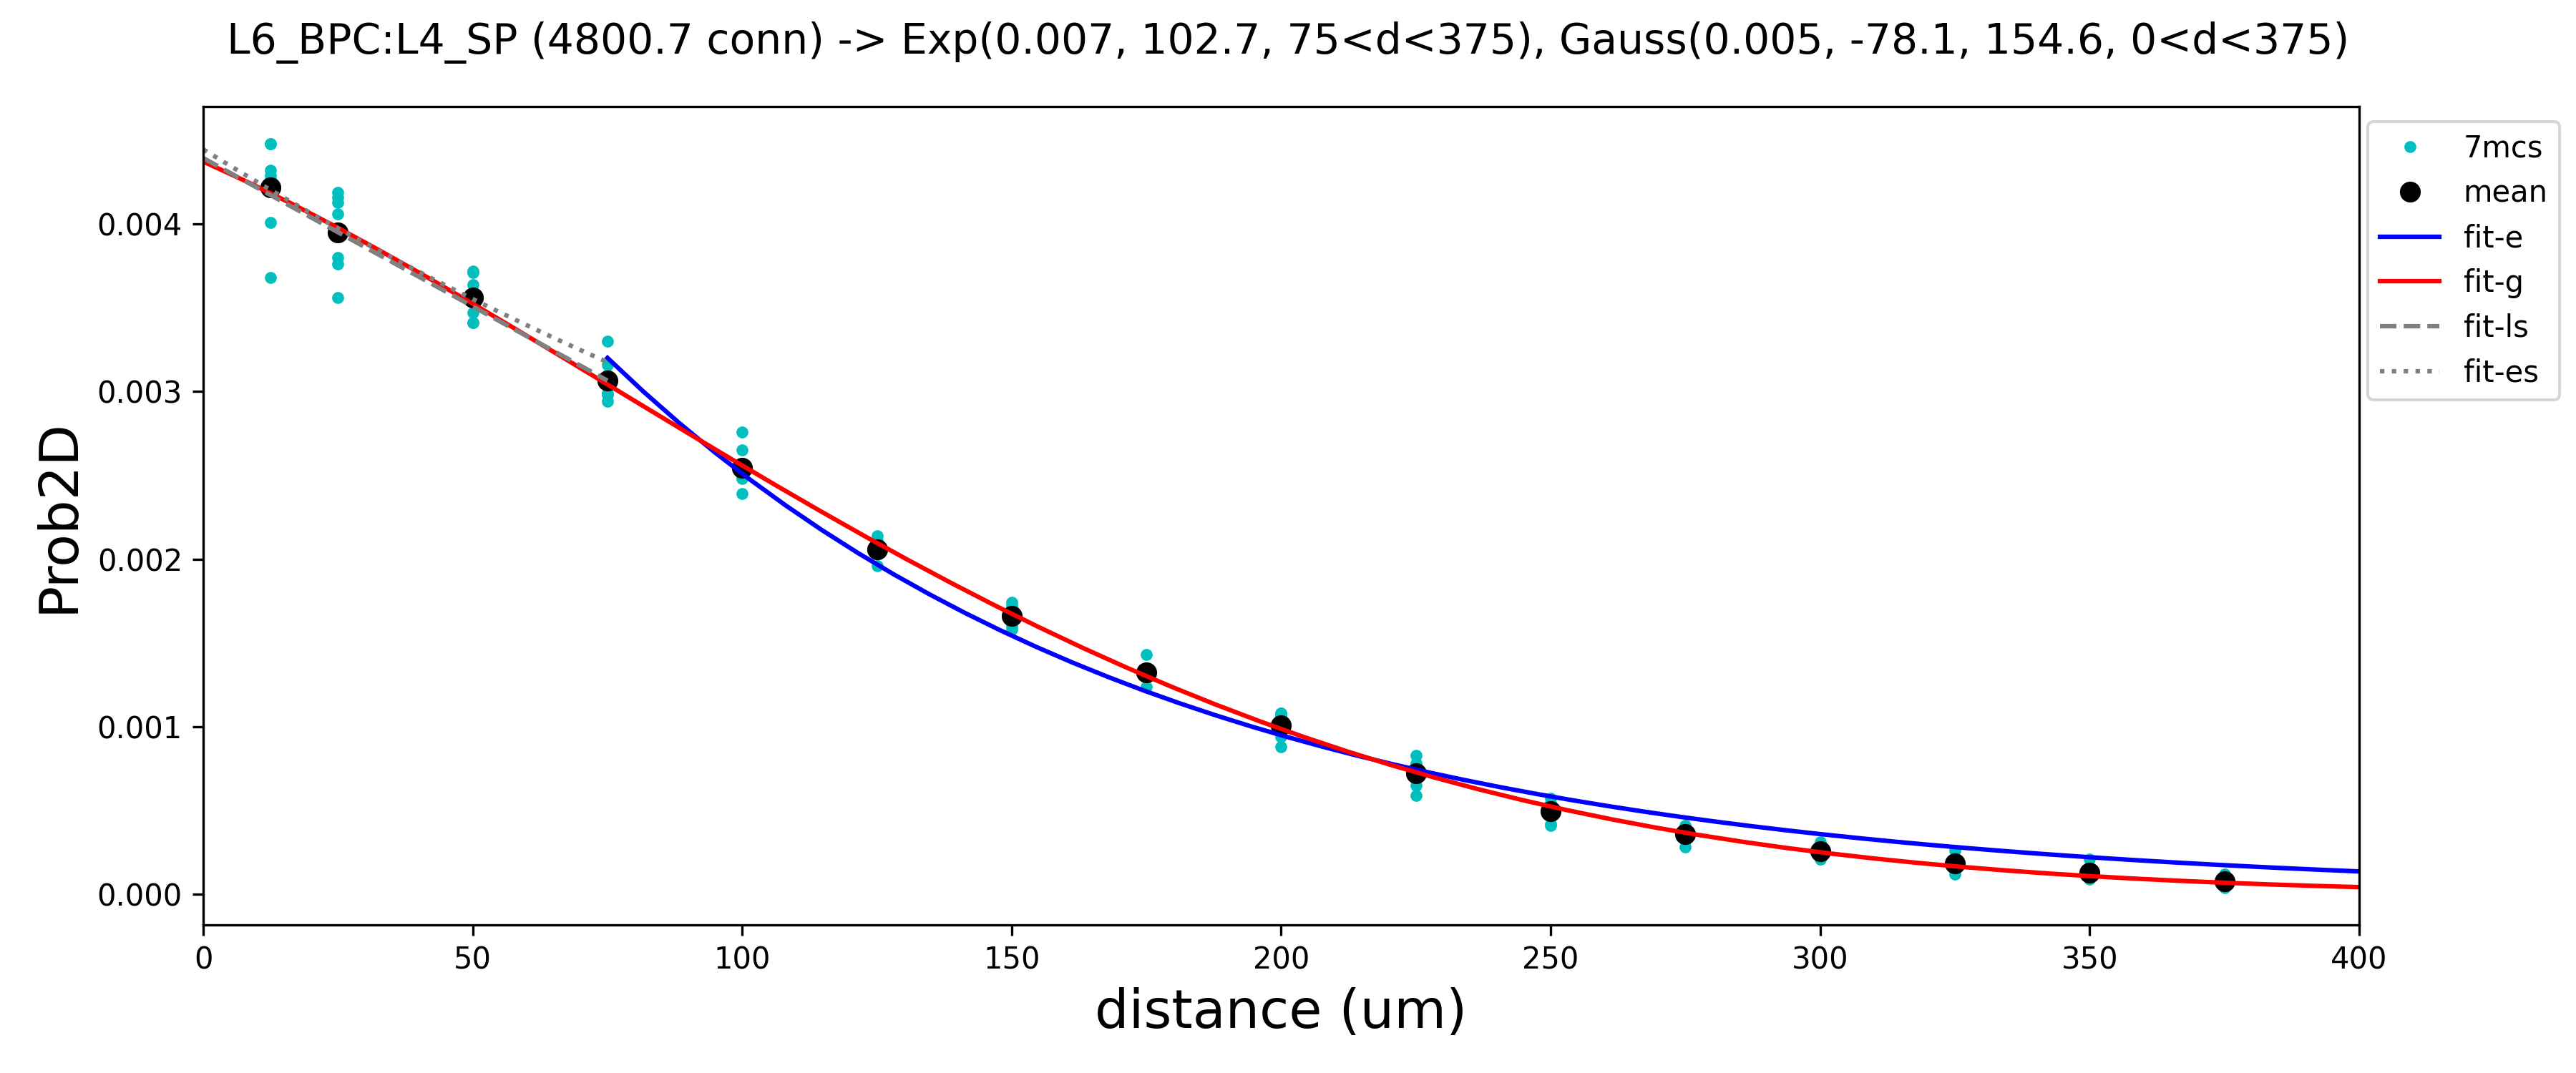 L6_BPC:L4_SP (4800.7 conn) -> Exp(0.007, 102.7, 75<d<375), Gauss(0.005, -78.1, 154.6, 0<d<375)
7mcs
mean
fit-e
fit-g
fit-ls
fit-es
Prob2D
0.004
0.003
0.002
0.001
0.000
0 50 100 150 200 250 300 350 400
distance (um)